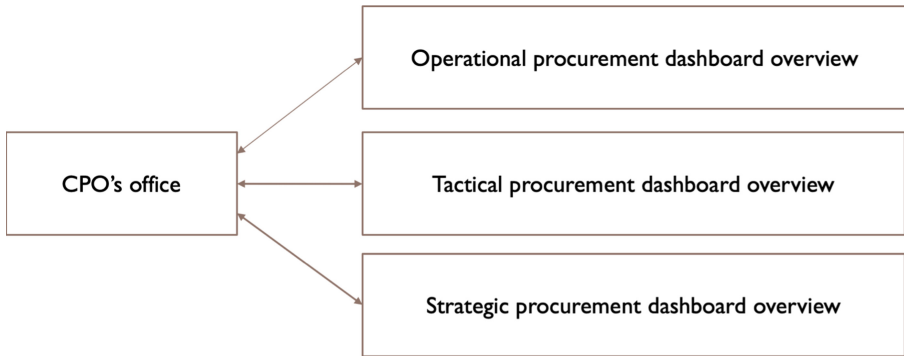 Operational procurement dashboard overview
CPO’s office
Tactical procurement dashboard overview
Strategic procurement dashboard overview